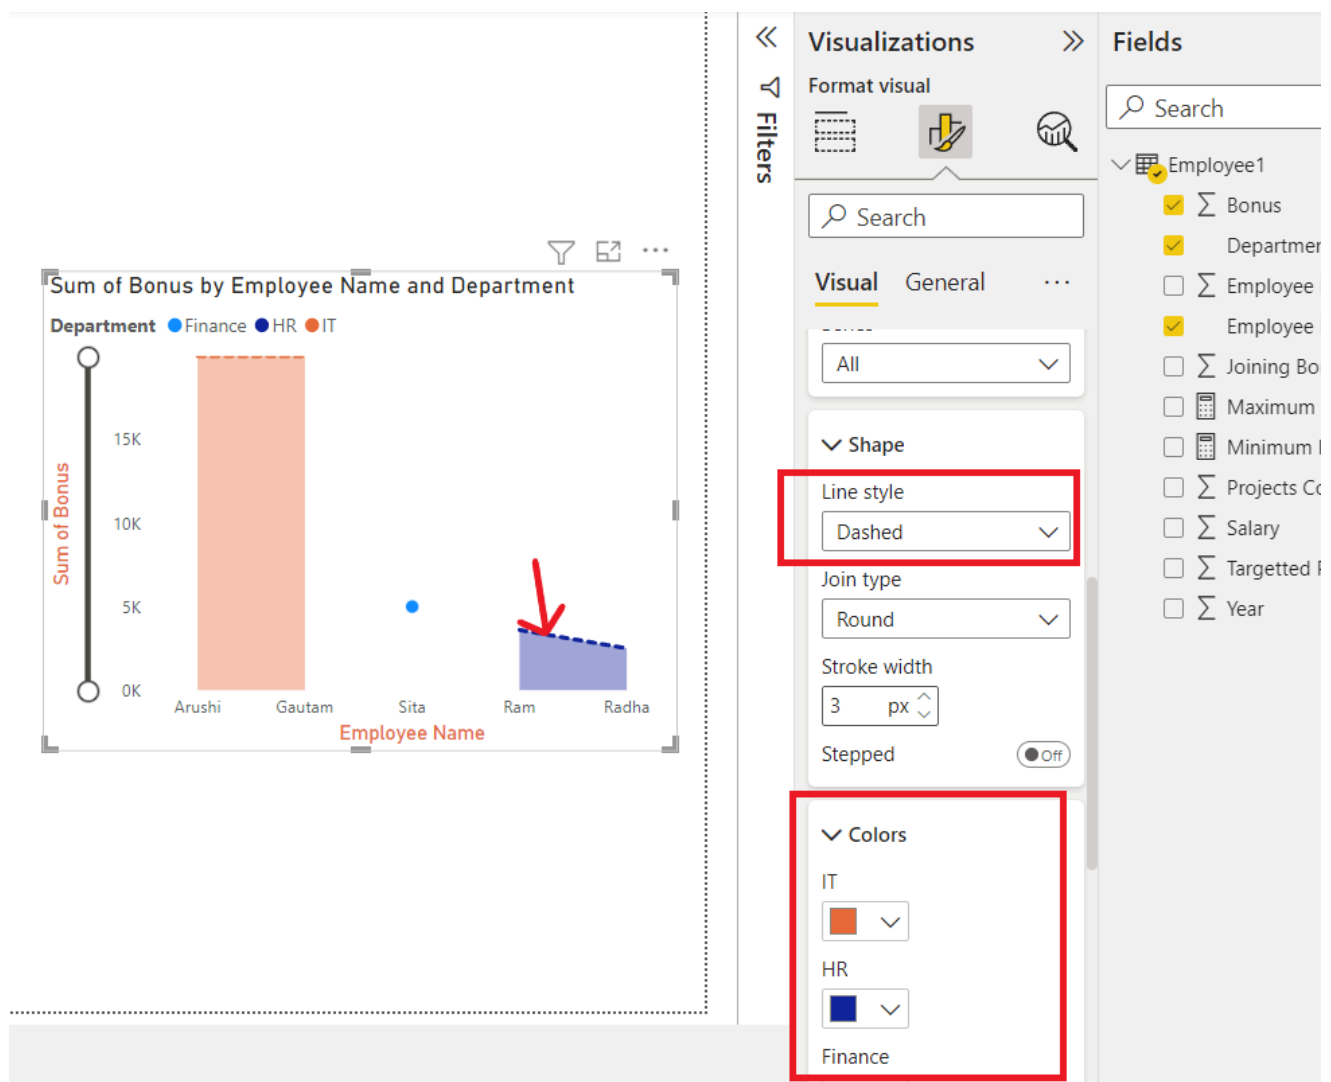 Sum of Bonus by Employee Name and Department
Department Finance HR IT
Sum of Bonus
15K
10K
5K
0K
Arushi Gautam Sita Ram Radha
Employee Name
Filters
Visualizations
Format visual
Search
Visual General
All
Shape
Line style
Dashed
Join type
Round
Stroke width
3 px
Stepped Off
Colors
IT
HR
Finance
Fields
Search
Employee1
Bonus
Departmen
Employee
Employee
Joining Bo
Maximum
Minimum
Projects Co
Salary
Targetted
Year